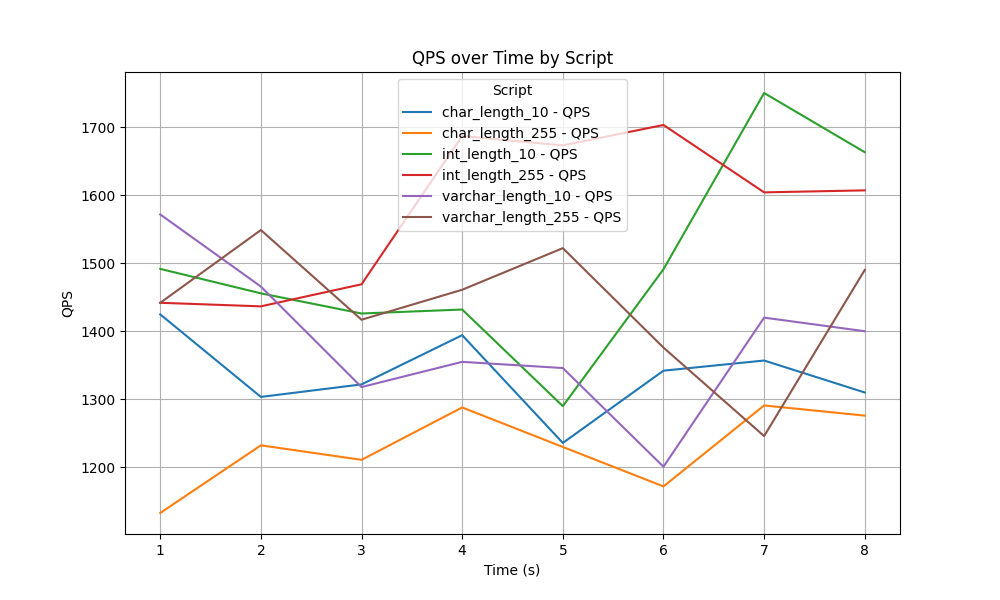 QPS over Time by Script
Script
char_length_10 - QPS
char_length_255 - QPS
int_length_10 - QPS
int_length_255 - QPS
varchar_length_10 - QPS
varchar_length_255 - QPS
1700
1600
1500
1400
1300
1200
QPS
1 2 3 4 5 6 7 8
Time (s)